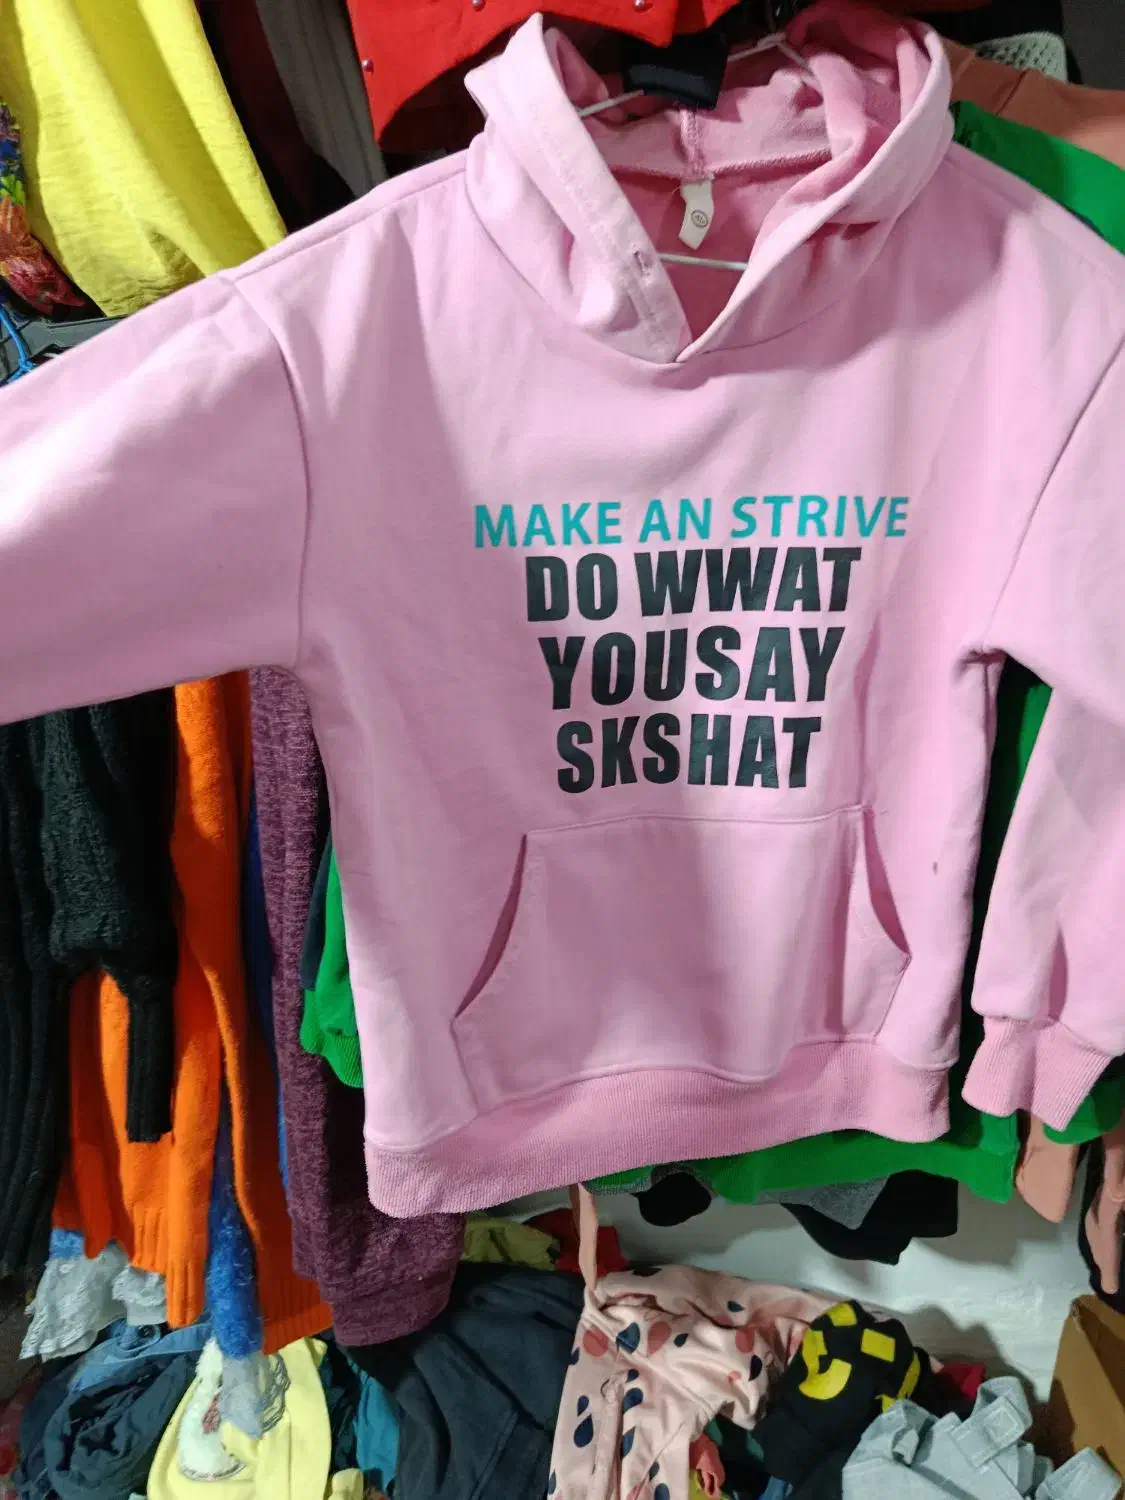 MAKE AN STRIVE
DO WWAT
YOUSAY
SKSHAT